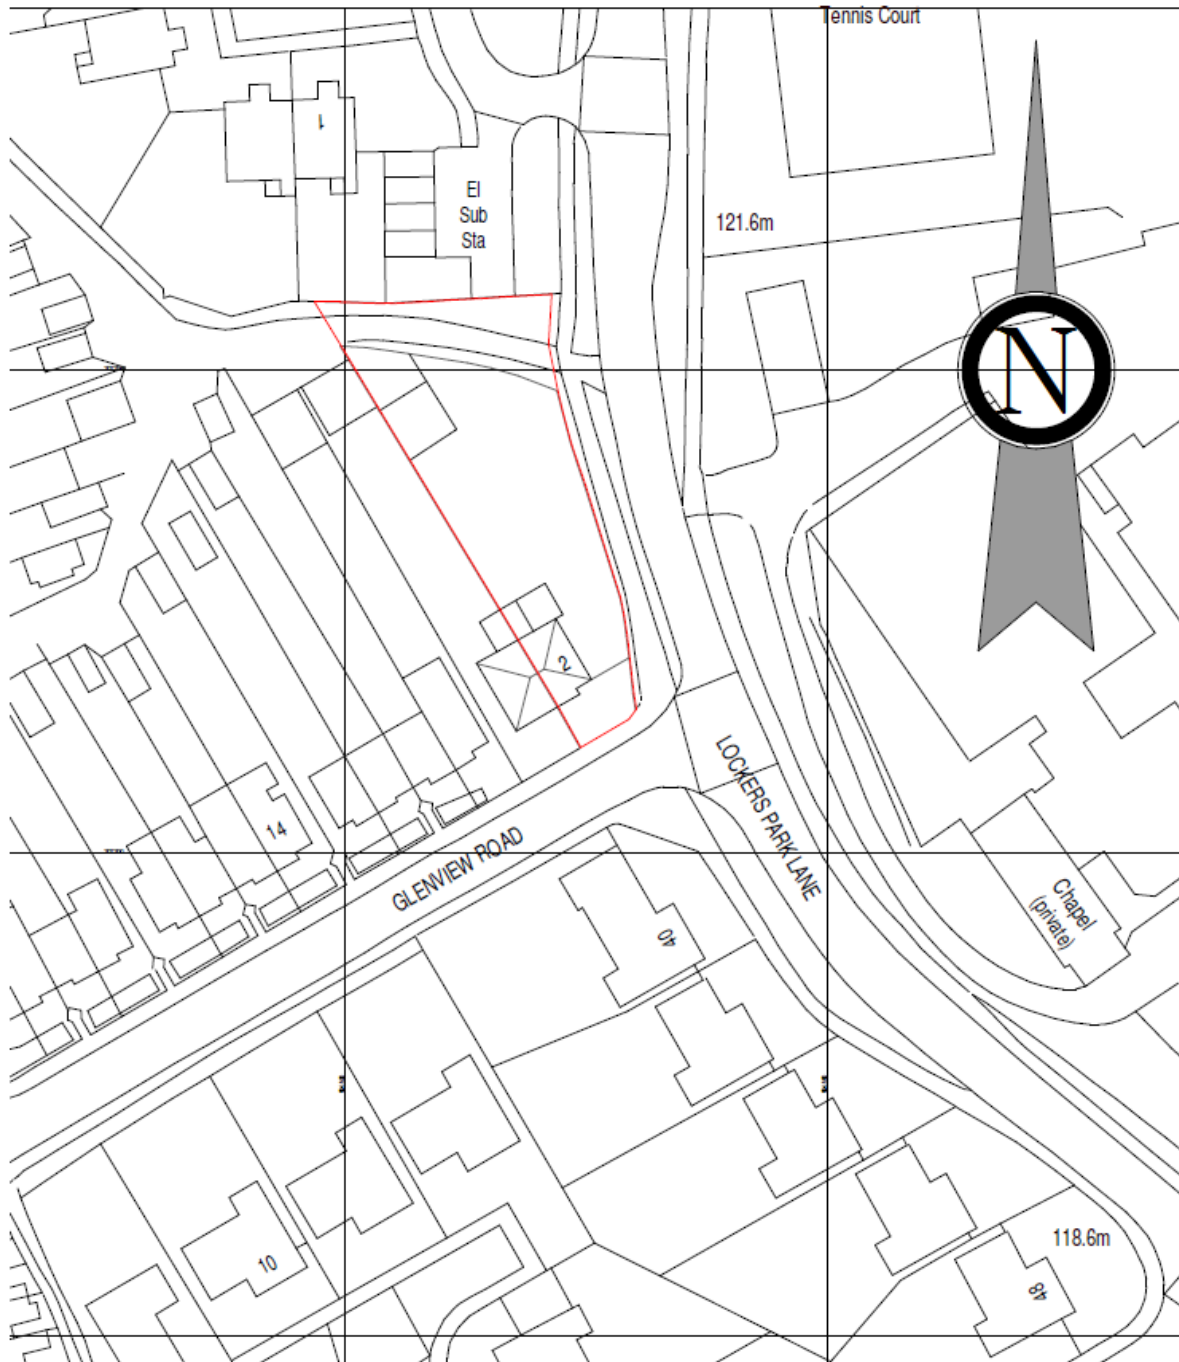 Tennis Court
1
El
Sub
Sta
121.6m
N
2
LOCKERS PARK LANE
14
GLENVIEW ROAD
Chapel
(private)
40
118.6m
10
48